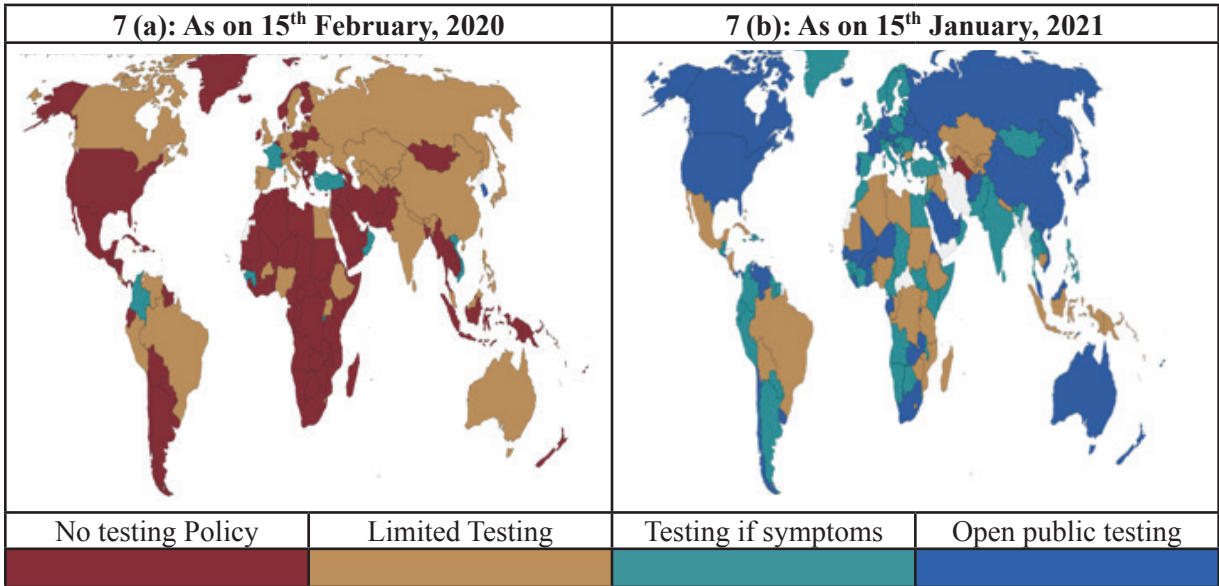 7 (a): As on 15th February, 2020
7 (b): As on 15th January, 2021
No testing Policy
Limited Testing
Testing if symptoms
Open public testing